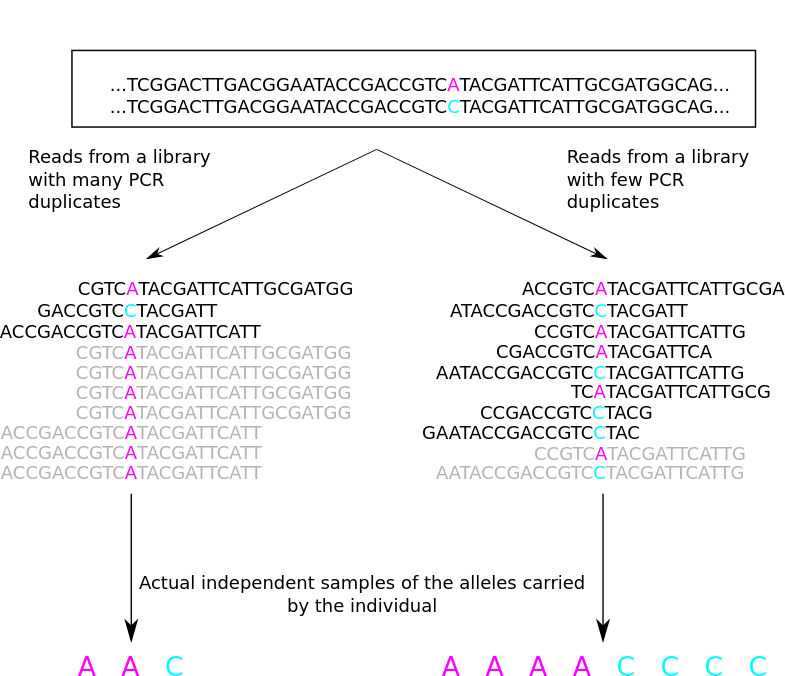 ...TCGGACTTGACGGAATACCGACCGTCATACGATTCATTGCGATGGCAG...
...TCGGACTTGACGGAATACCGACCGTCCTACGATTCATTGCGATGGCAG...
Reads from a library
with many PCR
duplicates
Reads from a library
with few PCR
duplicates
CGTCATACGATTCATTGCGATGG
GACCGTCCTACGATT
ACCGACCGTCATACGATTCATT
CGTCATACGATTCATTGCGATGG
CGTCATACGATTCATTGCGATGG
CGTCATACGATTCATTGCGATGG
CGTCATACGATTCATTGCGATGG
ACCGACCGTCATACGATTCATT
ACCGACCGTCATACGATTCATT
ACCGACCGTCATACGATTCATT
ACCGTCATACGATTCATTGCGA
ATACCGACCGTCCTACGATT
CCGTCATACGATTCATTG
CGACCGTCATACGATTCA
AATACCGACCGTCCTACGATTCATTG
TCATACGATTCATTGCG
CCGACCGTCCTACG
GAATACCGACCGTCCTAC
CCGTCATACGATTCATTG
AATACCGACCGTCCTACGATTCATTG
Actual independent samples of the alleles carried
by the individual
A A C
A A A A C C C C